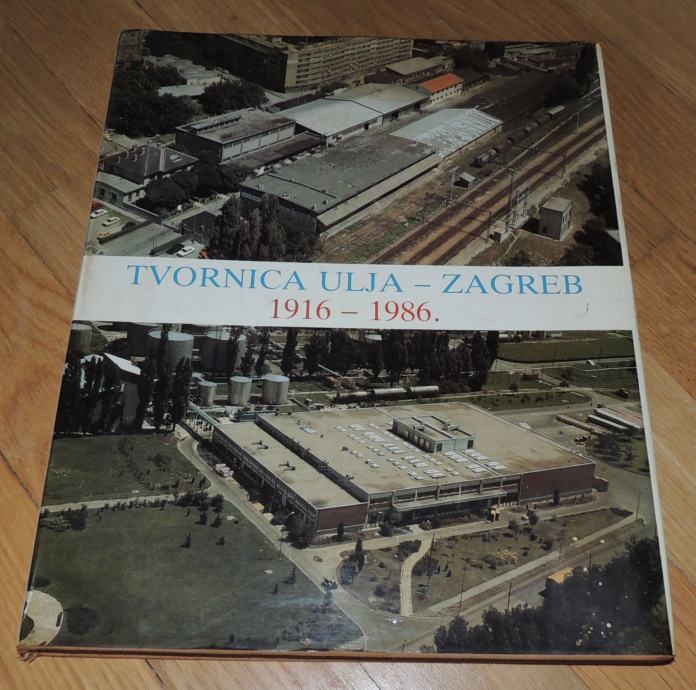 TVORNICA ULJA – ZAGREB
1916 – 1986.